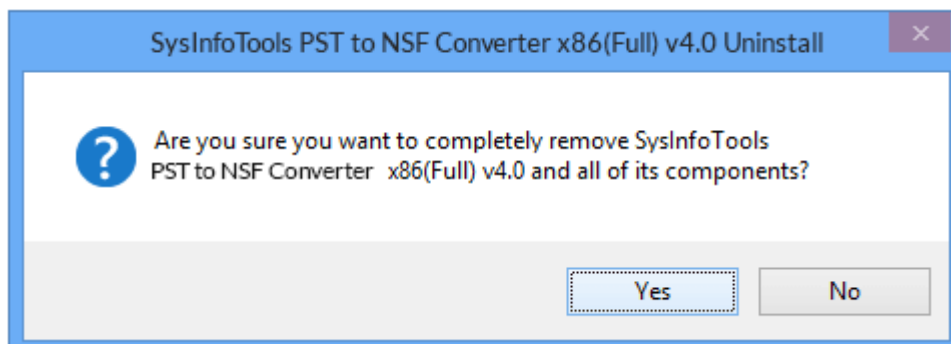 SysInfoTools PST to NSF Converter x86(Full) v4.0 Uninstall
Are you sure you want to completely remove SysInfoTools
PST to NSF Converter x86(Full) v4.0 and all of its components?
Yes No